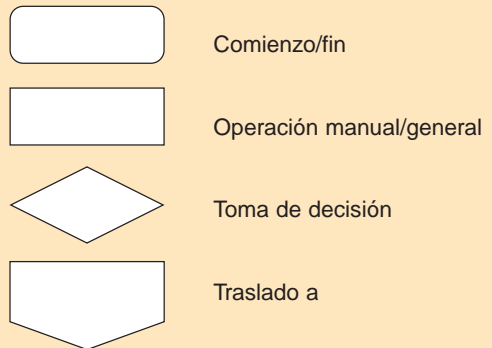 Comienzo/fin
Operación manual/general
Toma de decisión
Traslado a